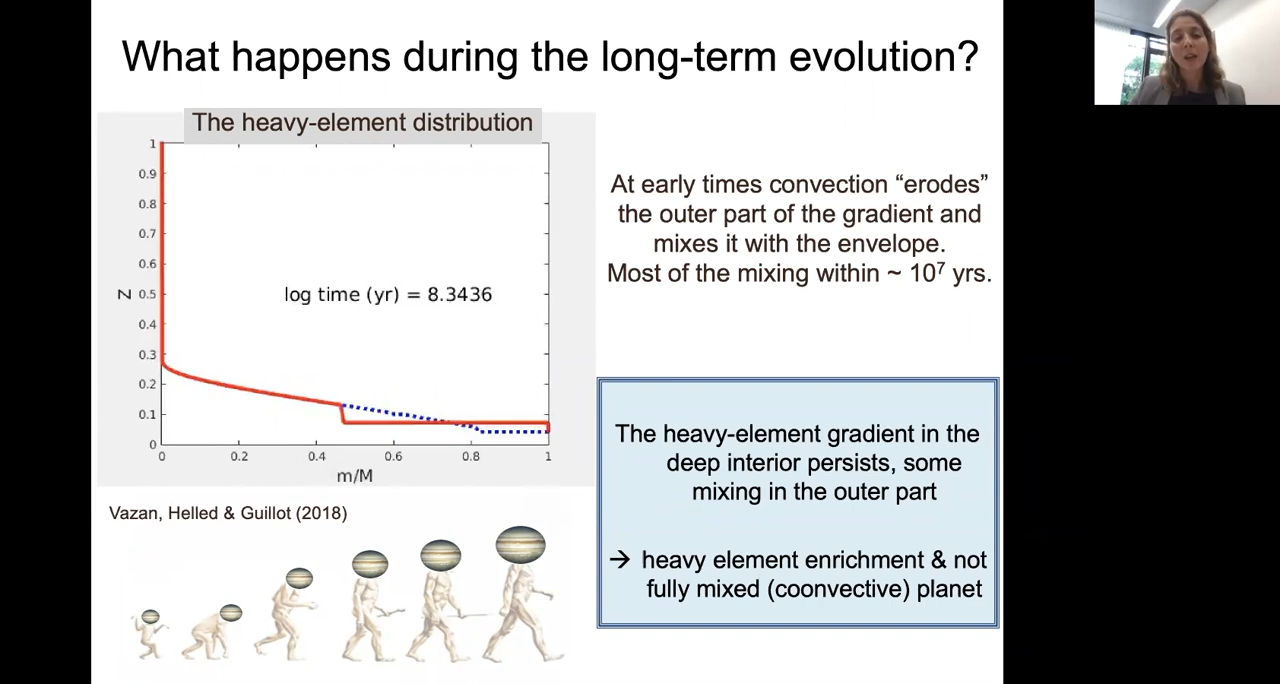 What happens during the long-term evolution?
The heavy-element distribution
1
0.9
0.8
0.7
0.6
Z 0.5
0.4
0.3
0.2
0.1
0
log time (yr) = 8.3436
0 0.2 0.4 0.6 0.8 1
m/M
Vazan, Helled & Guillot (2018)
At early times convection “erodes”
the outer part of the gradient and
mixes it with the envelope.
Most of the mixing within ~ 10⁷ yrs.
The heavy-element gradient in the
deep interior persists, some
mixing in the outer part
→ heavy element enrichment & not
fully mixed (coonvective) planet